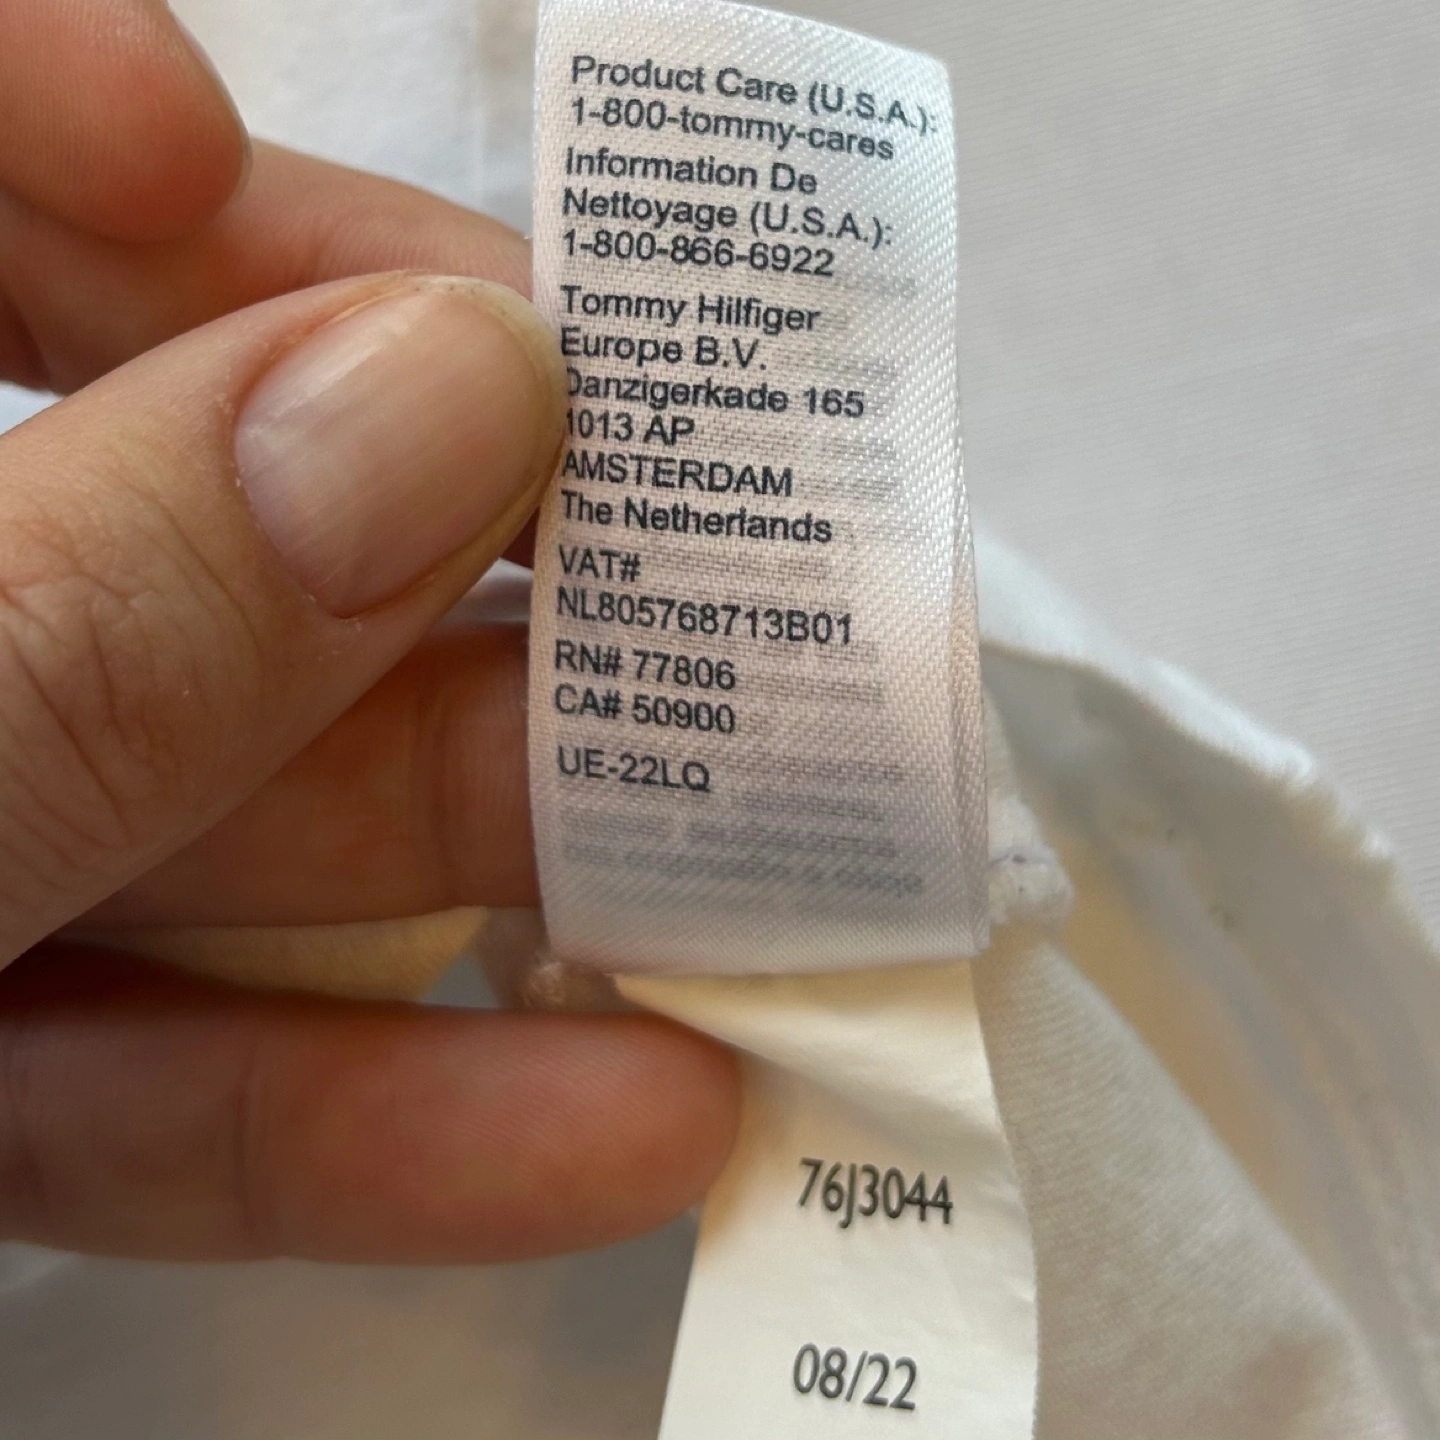 Product Care (U.S.A.):
1-800-tommy-cares
Information De
Nettoyage (U.S.A.):
1-800-866-6922
Tommy Hilfiger
Europe B.V.
Danzigerkade 165
1013 AP
AMSTERDAM
The Netherlands
VAT#
NL805768713B01
RN# 77806
CA# 50900
UE-22LQ
76J3044
08/22